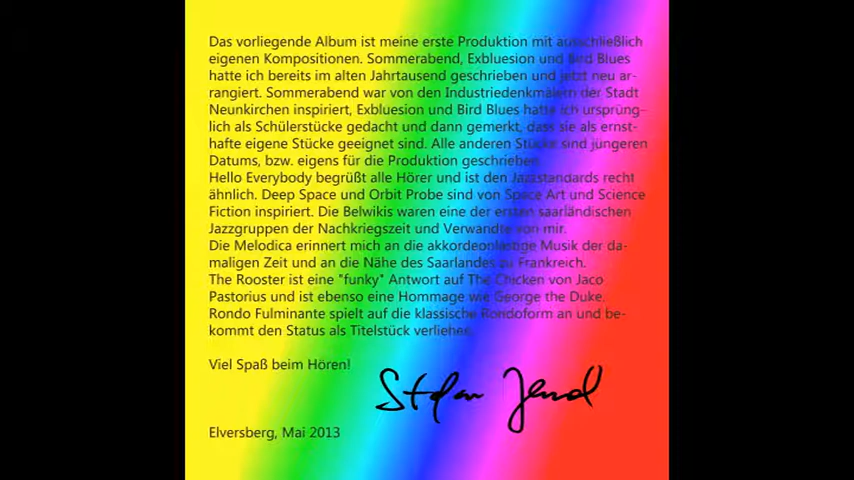 Das vorliegende Album ist meine erste Produktion mit ausschließlich
eigenen Kompositionen. Sommerabend, Exbluesion und Bird Blues
hatte ich bereits im alten Jahrtausend geschrieben und jetzt neu ar-
rangiert. Sommerabend war von den Industriedenkmälern der Stadt
Neunkirchen inspiriert, Exbluesion und Bird Blues hatte ich ursprüng-
lich als Schülerstücke gedacht und dann gemerkt, dass sie als ernst-
hafte eigene Stücke geeignet sind. Alle anderen Stücke sind jüngeren
Datums, bzw. eigens für die Produktion geschrieben.
Hello Everybody begrüßt alle Hörer und ist den Jazzstandards recht
ähnlich. Deep Space und Orbit Probe sind von Space Art und Science
Fiction inspiriert. Die Belwikis waren eine der ersten saarländischen
Jazzgruppen der Nachkriegszeit und Verwandte von mir.
Die Melodica erinnert mich an die akkordeonlastige Musik der da-
maligen Zeit und an die Nähe des Saarlandes zu Frankreich.
The Rooster ist eine "funky" Antwort auf The Chicken von Jaco
Pastorius und ist ebenso eine Hommage wie George the Duke.
Rondo Fulminante spielt auf die klassische Rondoform an und be-
kommt den Status als Titelstück verliehen.
Viel Spaß beim Hören!
Stefan
Elversberg, Mai 2013